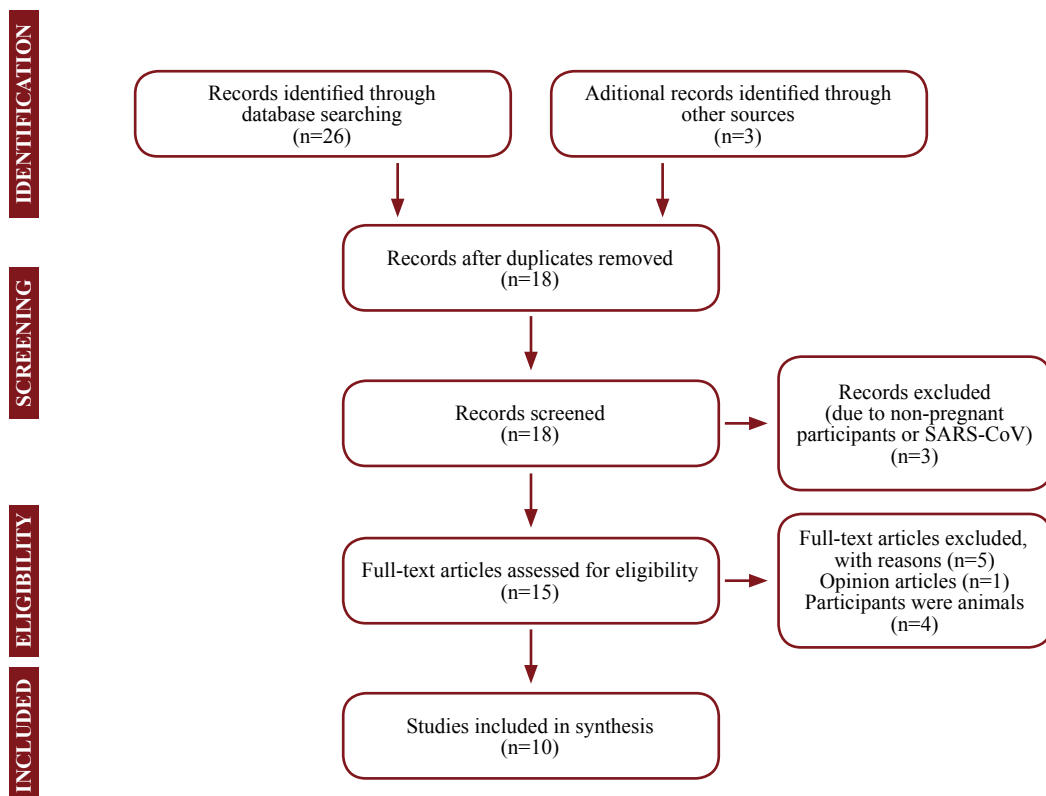 IDENTIFICATION
Records identified through
database searching
(n=26)
Aditional records identified through
other sources
(n=3)
Records after duplicates removed
(n=18)
SCREENING
Records screened
(n=18)
Records excluded
(due to non-pregnant
participants or SARS-CoV)
(n=3)
ELIGIBILITY
Full-text articles assessed for eligibility
(n=15)
Full-text articles excluded,
with reasons (n=5)
Opinion articles (n=1)
Participants were animals
(n=4)
INCLUDED
Studies included in synthesis
(n=10)